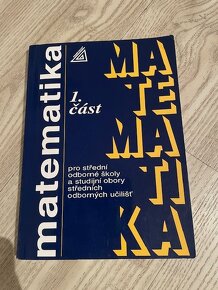 matematika
1.
část
pro střední
odborné školy
a studijní obory
středních
odborných učilišť
MA
TE
MA
TI
KA